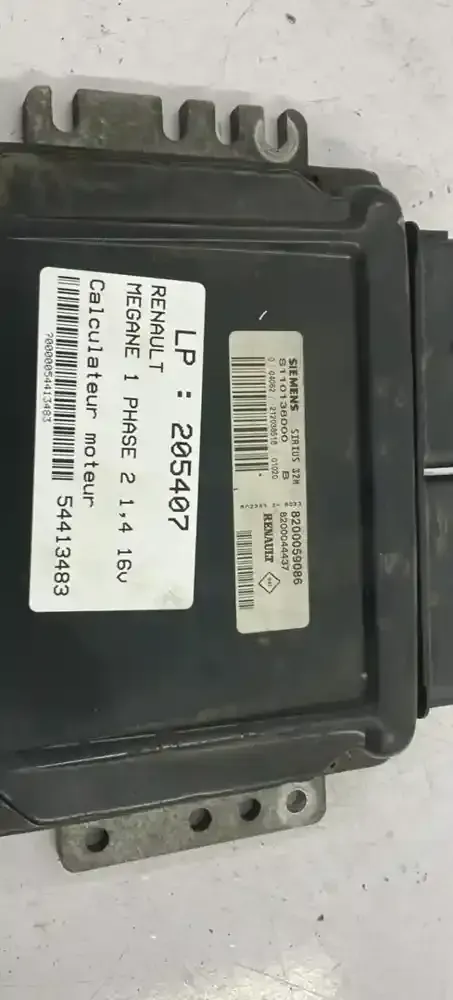 LP : 205407
RENAULT
MEGANE 1 PHASE 2 1,4 16v
Calculateur moteur
70000054413483
54413483
SIEMENS SIRIUS 32N
S110138000 B
8200059086
8200044437
RENAULT